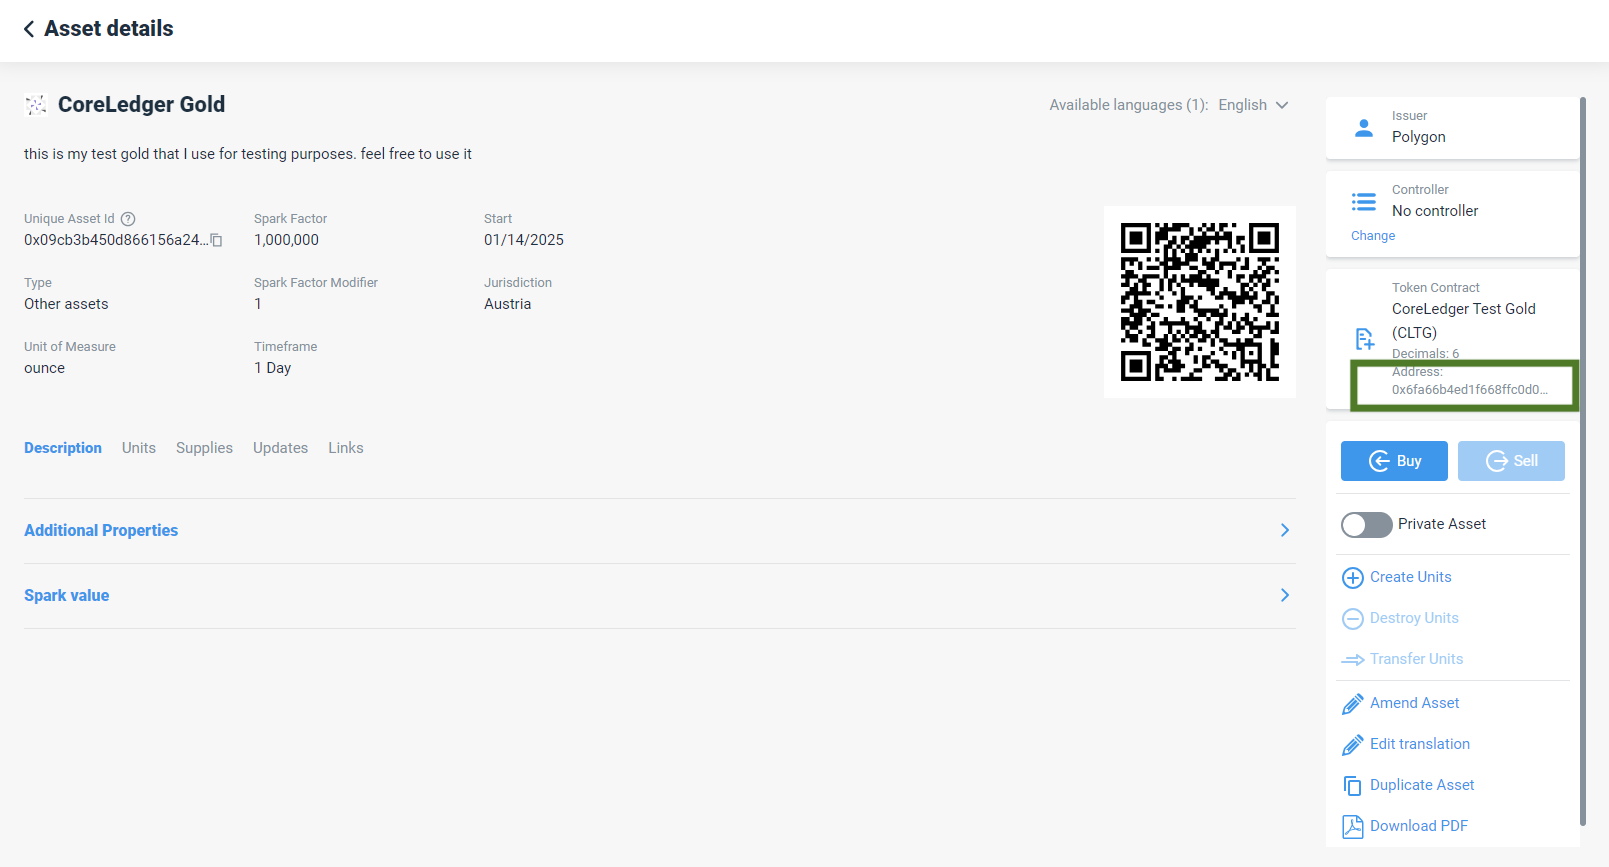 Asset details
CoreLedger Gold
Available languages (1): English
this is my test gold that I use for testing purposes. feel free to use it
Unique Asset Id
0x09cb3b450d866156a24...
Spark Factor
1,000,000
Start
01/14/2025
Type
Other assets
Spark Factor Modifier
1
Jurisdiction
Austria
Unit of Measure
ounce
Timeframe
1 Day
Description Units Supplies Updates Links
Additional Properties
Spark value
Issuer
Polygon
Controller
No controller
Change
Token Contract
CoreLedger Test Gold
(CLTG)
Decimals: 6
Address:
0x6fa66b4ed1f668ffc0d0...
Buy Sell
Private Asset
Create Units
Destroy Units
Transfer Units
Amend Asset
Edit translation
Duplicate Asset
Download PDF